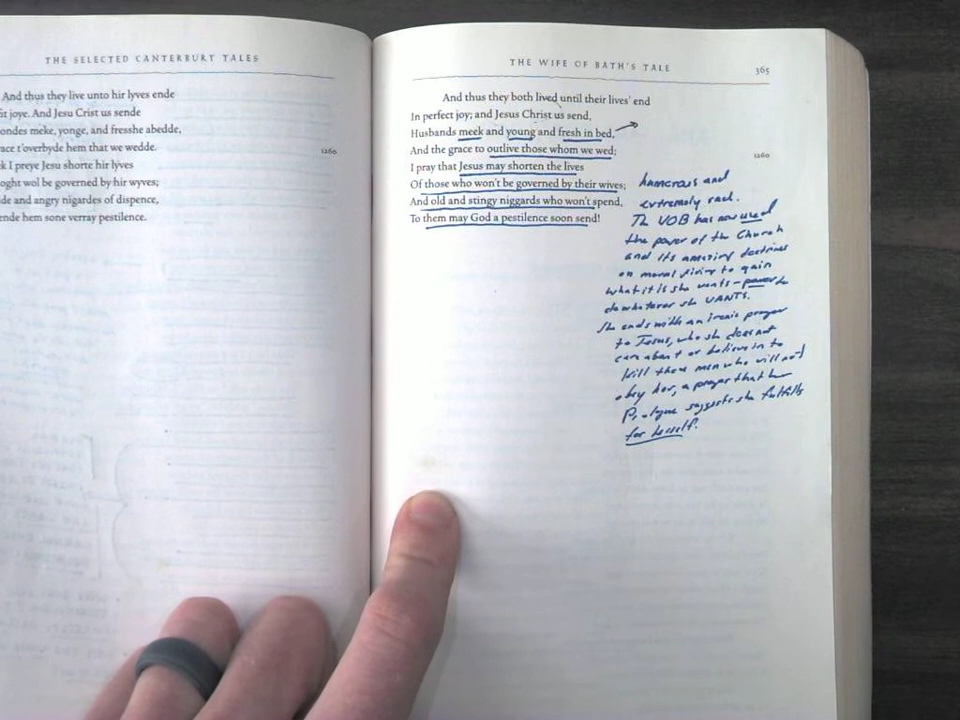 THE SELECTED CANTERBURY TALES
And thus they live unto hir lyves ende
fit joye. And Jesu Crist us sende
ondes meke, yonge, and fresshe abedde,
race t'overbyde hem that we wedde.
1260
k I preye Jesu shorte hir lyves
oght wol be governed by hir wyves;
de and angry nigardes of dispence,
ende hem sone verray pestilence.
THE WIFE OF BATH'S TALE
365
And thus they both lived until their lives' end
In perfect joy; and Jesus Christ us send,
Husbands meek and young and fresh in bed,
And the grace to outlive those whom we wed;
1260
I pray that Jesus may shorten the lives
Of those who won't be governed by their wives;
And old and stingy niggards who won't spend,
To them may God a pestilence soon send!
humorous and
extremely sad.
The WOB has now used
the power of the Church
and its amazing doctrines
on moral living to gain
what it is she wants - power to
do whatever she WANTS.
She ends with an ironic prayer
to Jesus, who she does not
care about or believe in to
kill those men who will not
obey her, a prayer that her
Prologue suggests she fulfills
for herself.